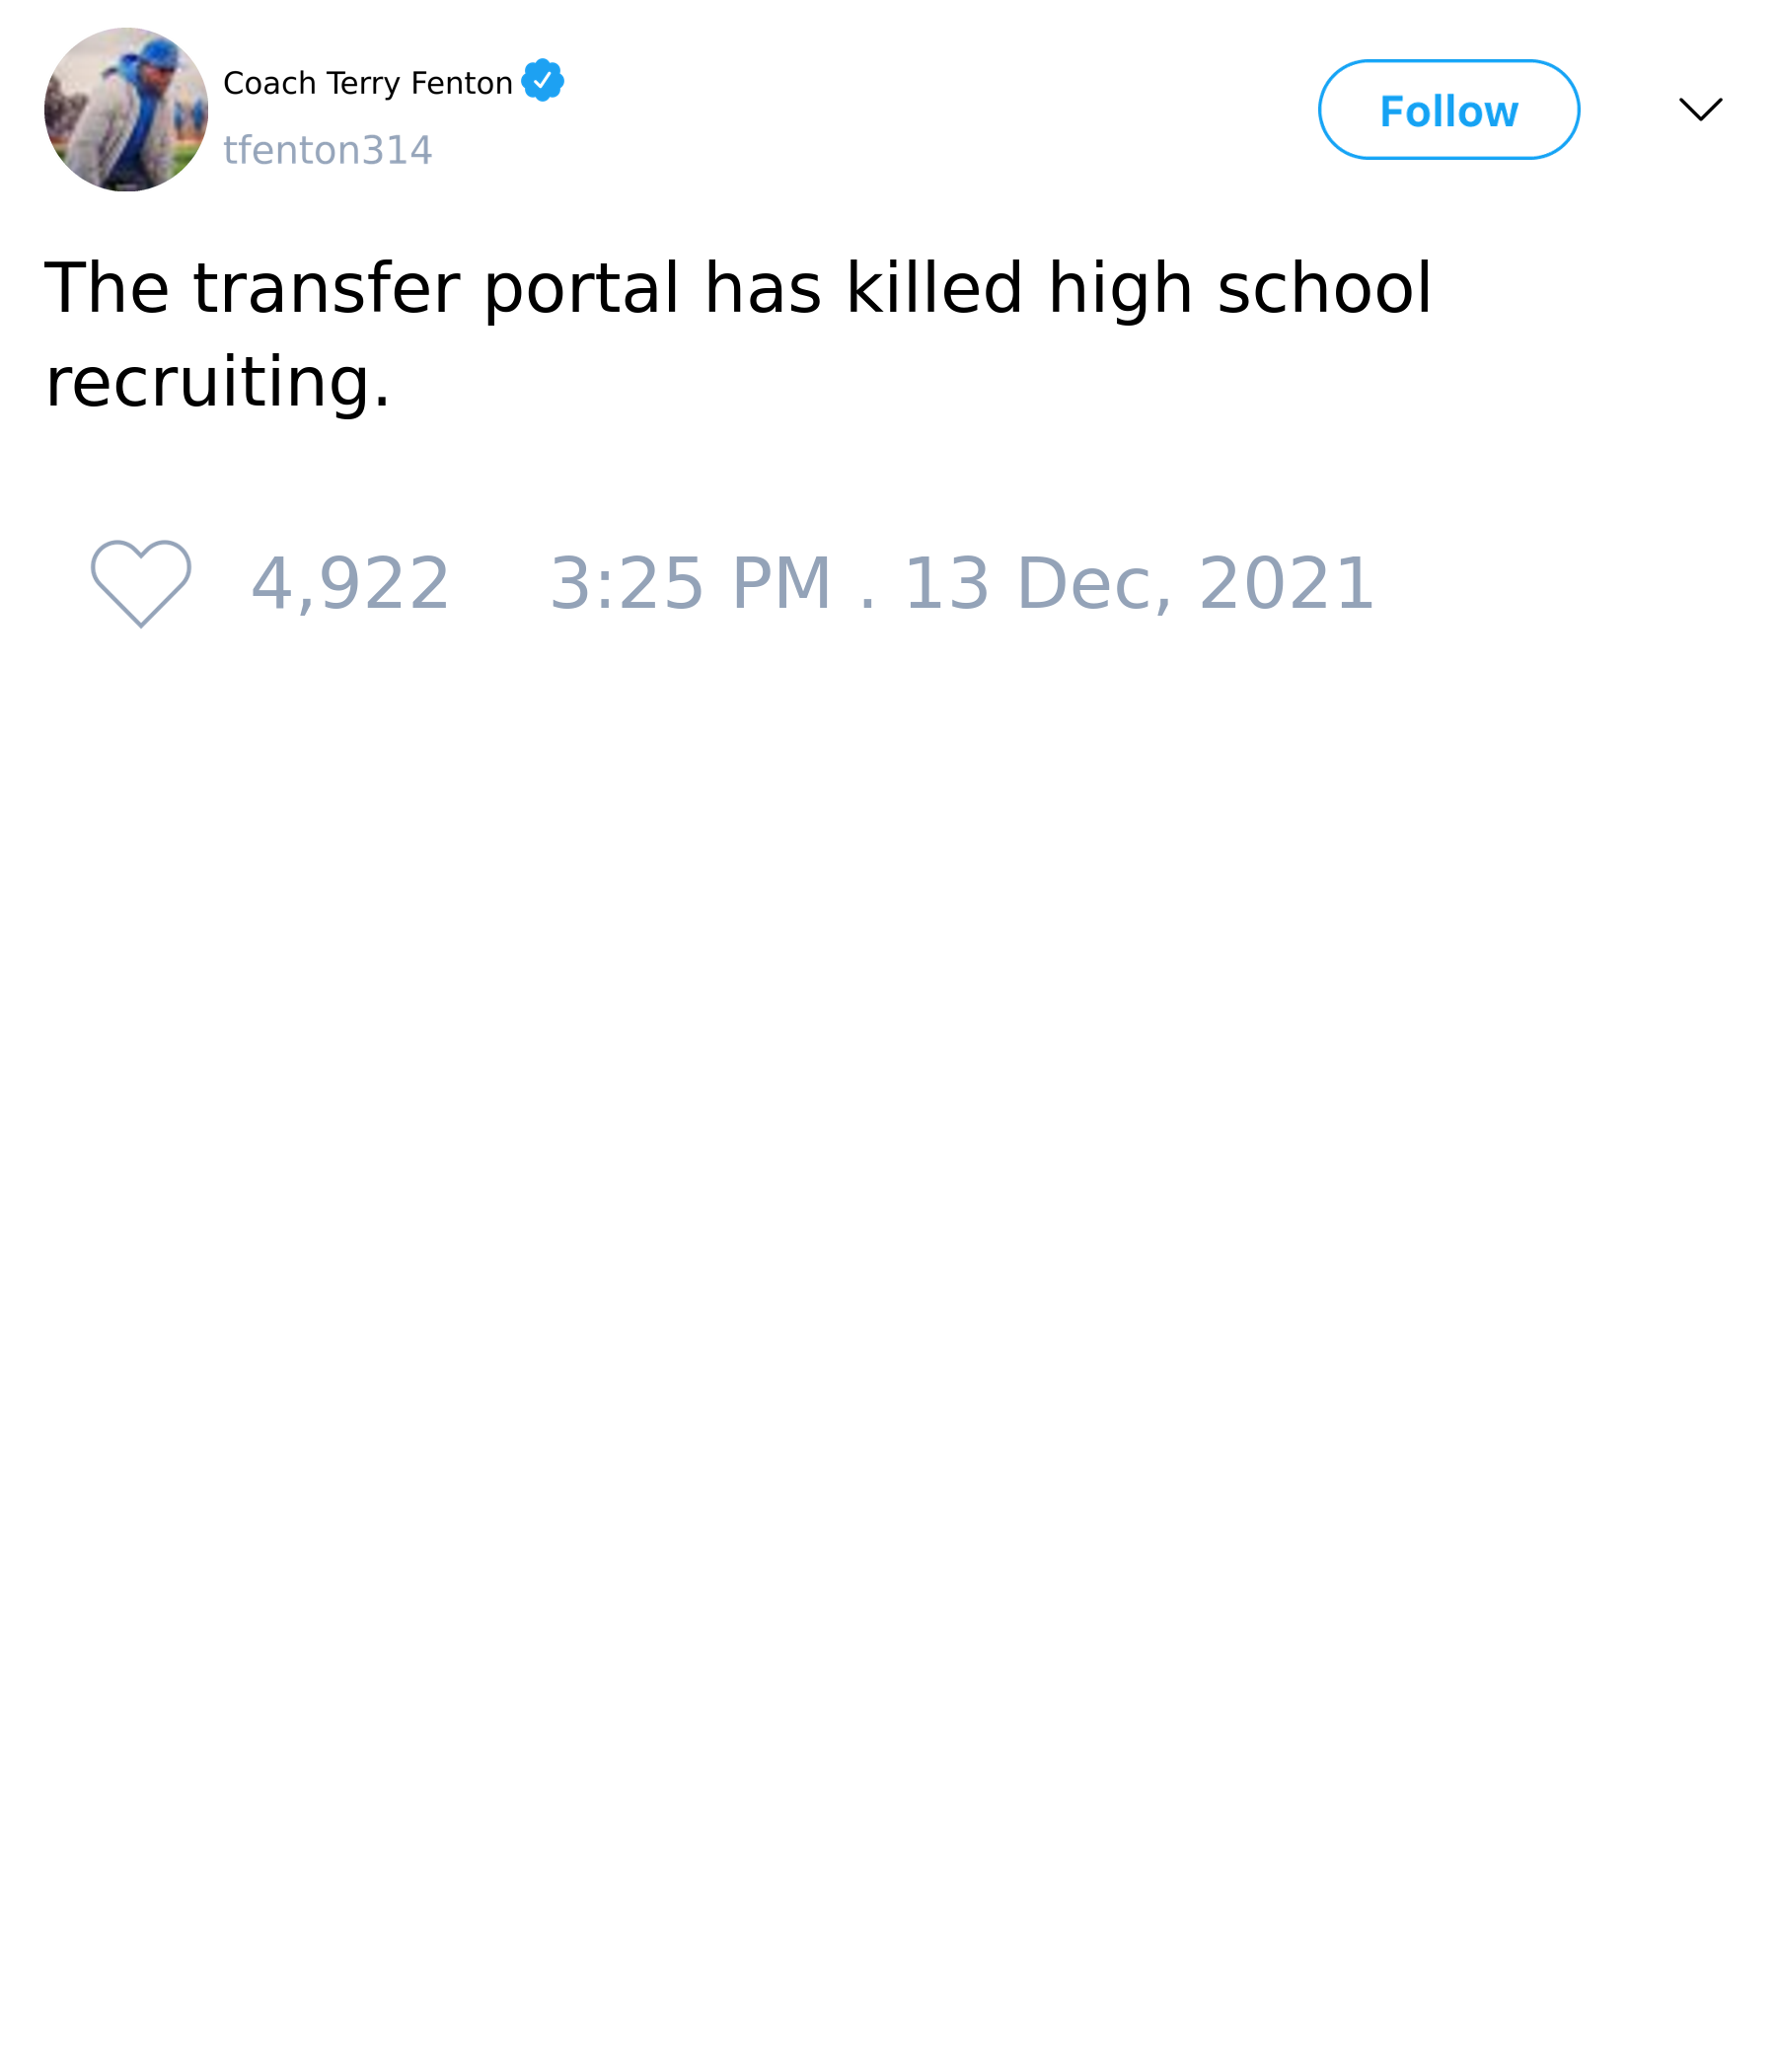 Coach Terry Fenton
tfenton314
Follow
The transfer portal has killed high school
recruiting.
4,922 3:25 PM . 13 Dec, 2021